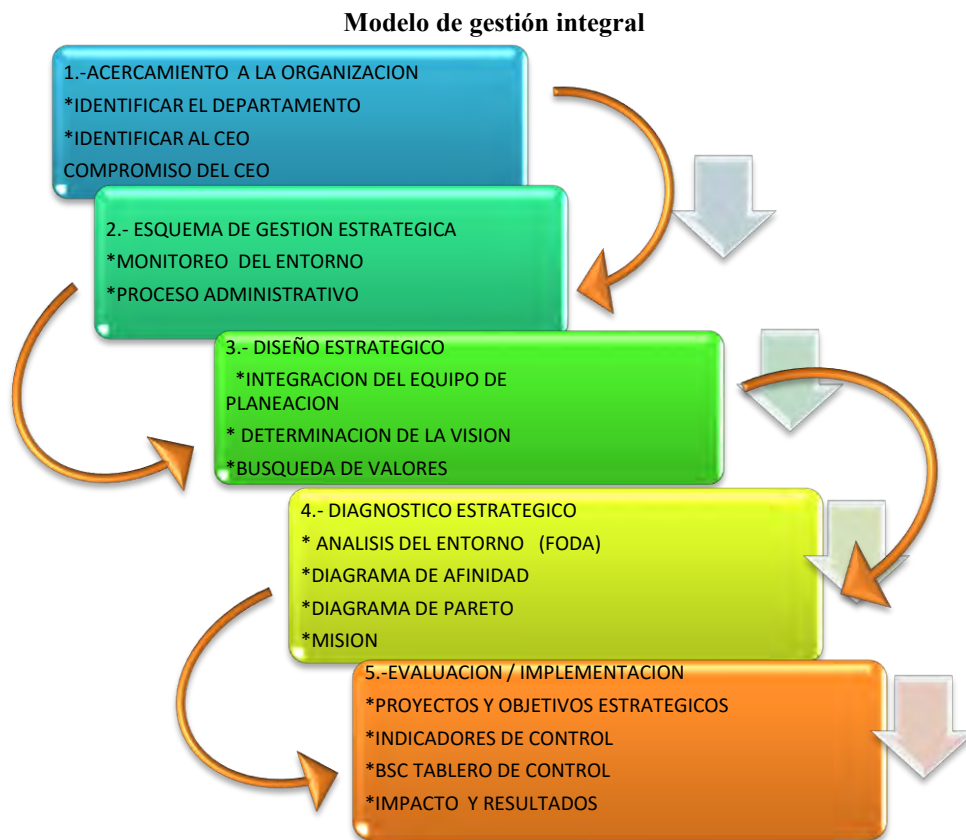 Modelo de gestión integral
1.-ACERCAMIENTO A LA ORGANIZACION
*IDENTIFICAR EL DEPARTAMENTO
*IDENTIFICAR AL CEO
COMPROMISO DEL CEO
2.- ESQUEMA DE GESTION ESTRATEGICA
*MONITOREO DEL ENTORNO
*PROCESO ADMINISTRATIVO
3.- DISEÑO ESTRATEGICO
*INTEGRACION DEL EQUIPO DE
PLANEACION
* DETERMINACION DE LA VISION
*BUSQUEDA DE VALORES
4.- DIAGNOSTICO ESTRATEGICO
* ANALISIS DEL ENTORNO (FODA)
*DIAGRAMA DE AFINIDAD
*DIAGRAMA DE PARETO
*MISION
5.-EVALUACION / IMPLEMENTACION
*PROYECTOS Y OBJETIVOS ESTRATEGICOS
*INDICADORES DE CONTROL
*BSC TABLERO DE CONTROL
*IMPACTO Y RESULTADOS